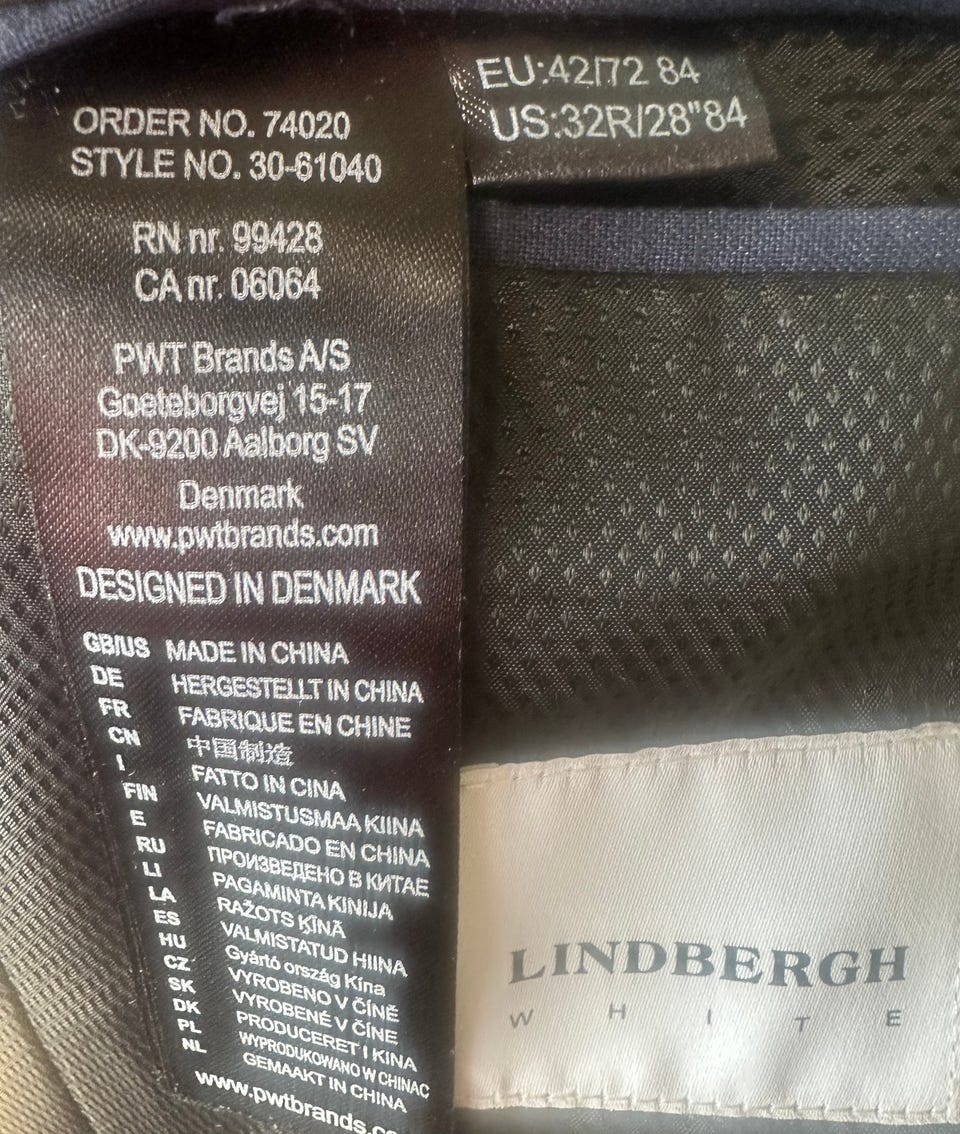 ORDER NO. 74020
STYLE NO. 30-61040
RN nr. 99428
CA nr. 06064
PWT Brands A/S
Goeteborgvej 15-17
DK-9200 Aalborg SV
Denmark
www.pwtbrands.com
DESIGNED IN DENMARK
GB/US MADE IN CHINA
DE HERGESTELLT IN CHINA
FR FABRIQUE EN CHINE
CN 中国制造
I FATTO IN CINA
FIN VALMISTUSMAA KIINA
E FABRICADO EN CHINA
RU ПРОИЗВЕДЕНО В КИТАЕ
LI PAGAMINTA KINIJA
LA RAŽOTS ĶĪNĀ
ES VALMISTATUD HIINA
HU Gyártó ország Kína
CZ VYROBENO V ČÍNĚ
SK VYROBENÉ V ČÍNE
DK PRODUCERET I KINA
PL WYPRODUKOWANO W CHINAC
NL GEMAAKT IN CHINA
www.pwtbrands.co
EU:42/72 84
US:32R/28"84
LINDBERGH
WHITE